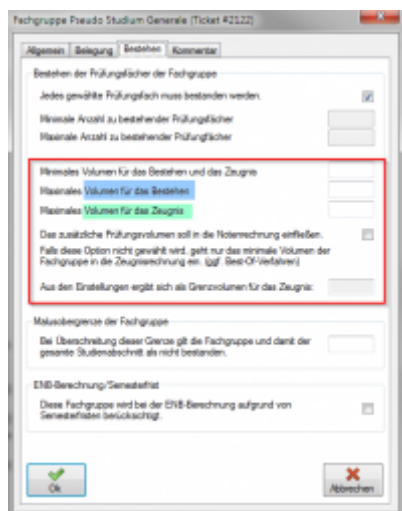 Fachgruppe Pseudo Studium Generale (Ticket #2122)
Allgemein Belegung Bestehen Kommentar
Bestehen der Prüfungsfächer der Fachgruppe
Jedes gewählte Prüfungsfach muss bestanden werden.
Minimale Anzahl zu bestehender Prüfungsfächer
Maximale Anzahl zu bestehender Prüfungfächer
Minimales Volumen für das Bestehen und das Zeugnis
Maximales Volumen für das Bestehen
Maximales Volumen für das Zeugnis
Das zusätzliche Prüfungsvolumen soll in die Notenrechnung einfließen.
Falls diese Option nicht gewählt wird, geht nur das minimale Volumen der
Fachgruppe in die Zeugnisrechnung ein. (ggf. Best-Of-Verfahren)
Aus den Einstellungen ergibt sich als Grenzvolumen für das Zeugnis:
Malusobergrenze der Fachgruppe
Bei Überschreitung dieser Grenze gilt die Fachgruppe und damit der
gesamte Studienabschnitt als nicht bestanden.
ENB-Berechnung/Semesterfrist
Diese Fachgruppe wird bei der ENB-Berechnung aufgrund von
Semesterfristen berücksichtigt.
Ok
Abbrechen